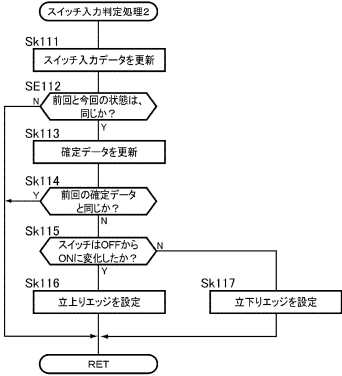 スイッチ入力判定処理2
Sk111
スイッチ入力データを更新
SE112
前回と今回の状態は、
同じか？
N
Y
Sk113
確定データを更新
Sk114
前回の確定データ
と同じか？
Y
N
Sk115
スイッチはOFFから
ONに変化したか？
N
Y
Sk116
立上りエッジを設定
Sk117
立下りエッジを設定
RET